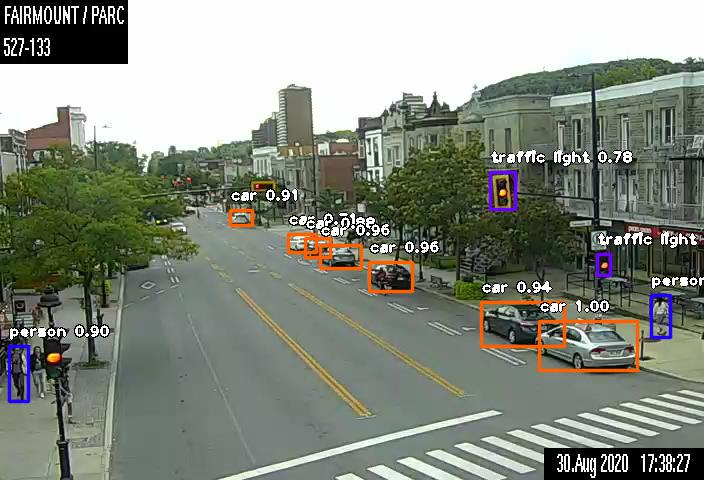 FAIRMOUNT / PARC
527-133
traffic light 0.78
car 0.91
traffic light
car 0.96
car 0.96
car 0.94
person
car 1.00
person 0.90
30.Aug 2020 17:38:27